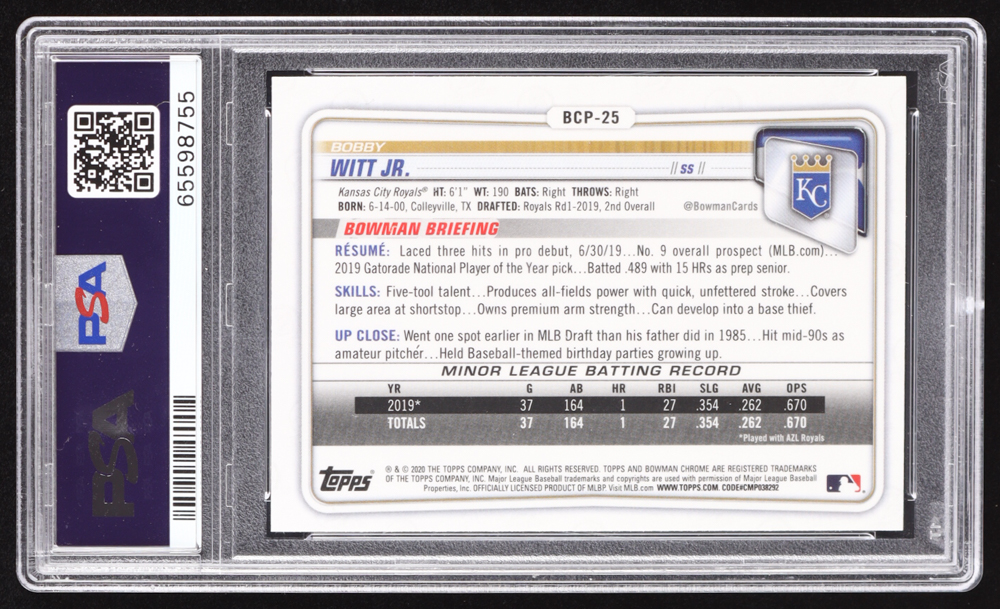 65598755
PSA
PSA
BCP-25
BOBBY
WITT JR.
// SS //
KC
Kansas City Royals® HT: 6'1" WT: 190 BATS: Right THROWS: Right
BORN: 6-14-00, Colleyville, TX DRAFTED: Royals Rd1-2019, 2nd Overall
@BowmanCards
BOWMAN BRIEFING
RÉSUMÉ: Laced three hits in pro debut, 6/30/19...No. 9 overall prospect (MLB.com)...
2019 Gatorade National Player of the Year pick...Batted .489 with 15 HRs as prep senior.
SKILLS: Five-tool talent...Produces all-fields power with quick, unfettered stroke...Covers
large area at shortstop...Owns premium arm strength...Can develop into a base thief.
UP CLOSE: Went one spot earlier in MLB Draft than his father did in 1985...Hit mid-90s as
amateur pitcher...Held Baseball-themed birthday parties growing up.
MINOR LEAGUE BATTING RECORD
YR G AB HR RBI SLG AVG OPS
2019* 37 164 1 27 .354 .262 .670
TOTALS 37 164 1 27 .354 .262 .670
*Played with AZL Royals
Topps®
® & © 2020 THE TOPPS COMPANY, INC. ALL RIGHTS RESERVED. TOPPS AND BOWMAN CHROME ARE REGISTERED TRADEMARKS
OF THE TOPPS COMPANY, INC. Major League Baseball trademarks and copyrights are used with permission of Major League Baseball
Properties, Inc. OFFICIALLY LICENSED PRODUCT OF MLBP Visit MLB.com WWW.TOPPS.COM. CODE#CMP038292